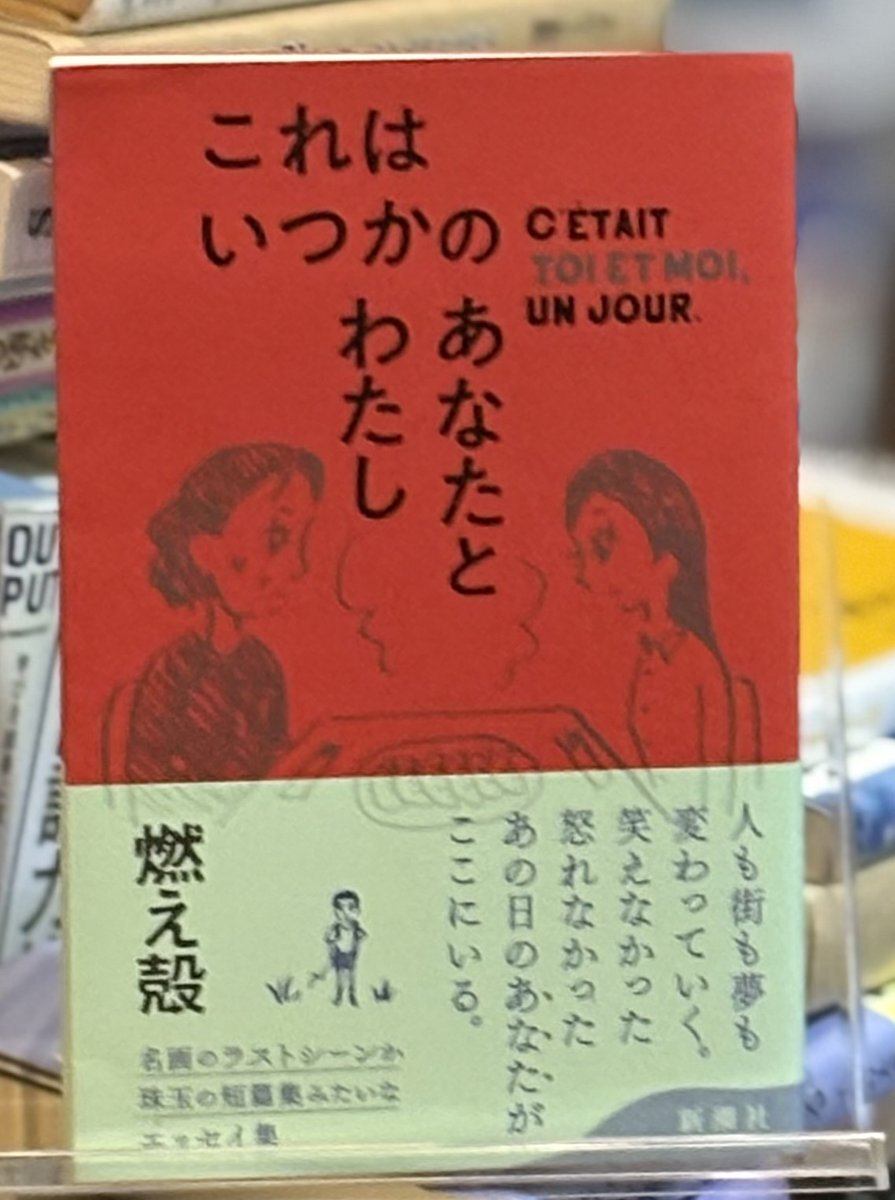 これは
いつかの
あなたと
わたし
C'ÉTAIT
TOI ET MOI,
UN JOUR.
人も街も夢も
変わっていく。
笑えなかった
怒れなかった
あの日のあなたが
ここにいる。
燃え殻
名画のラストシーンか
珠玉の短篇集みたいな
エッセイ集
新潮社
OUT
PUT